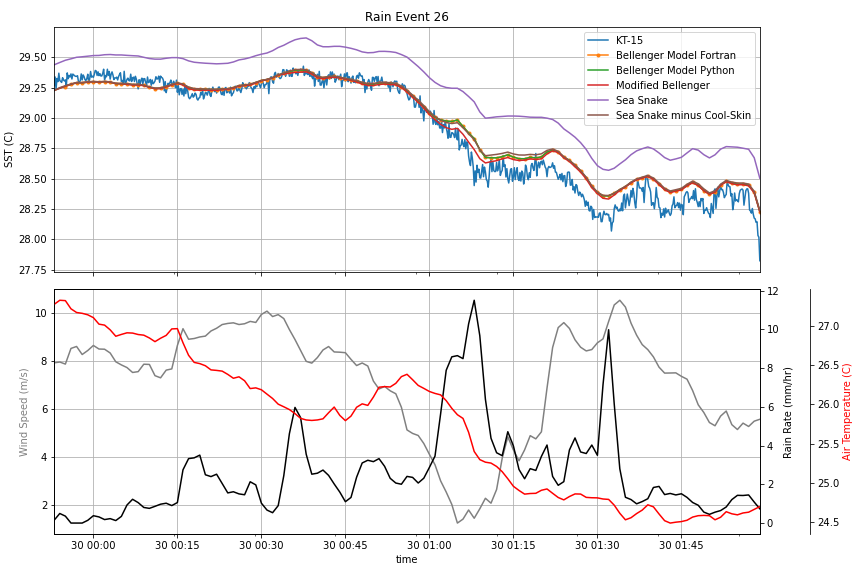 Rain Event 26
SST (C)
29.50
29.25
29.00
28.75
28.50
28.25
28.00
27.75
KT-15
Bellenger Model Fortran
Bellenger Model Python
Modified Bellenger
Sea Snake
Sea Snake minus Cool-Skin
Wind Speed (m/s)
10
8
6
4
2
12
10
8
6
4
2
0
Rain Rate (mm/hr)
27.0
26.5
26.0
25.5
25.0
24.5
Air Temperature (C)
30 00:00 30 00:15 30 00:30 30 00:45 30 01:00 30 01:15 30 01:30 30 01:45
time